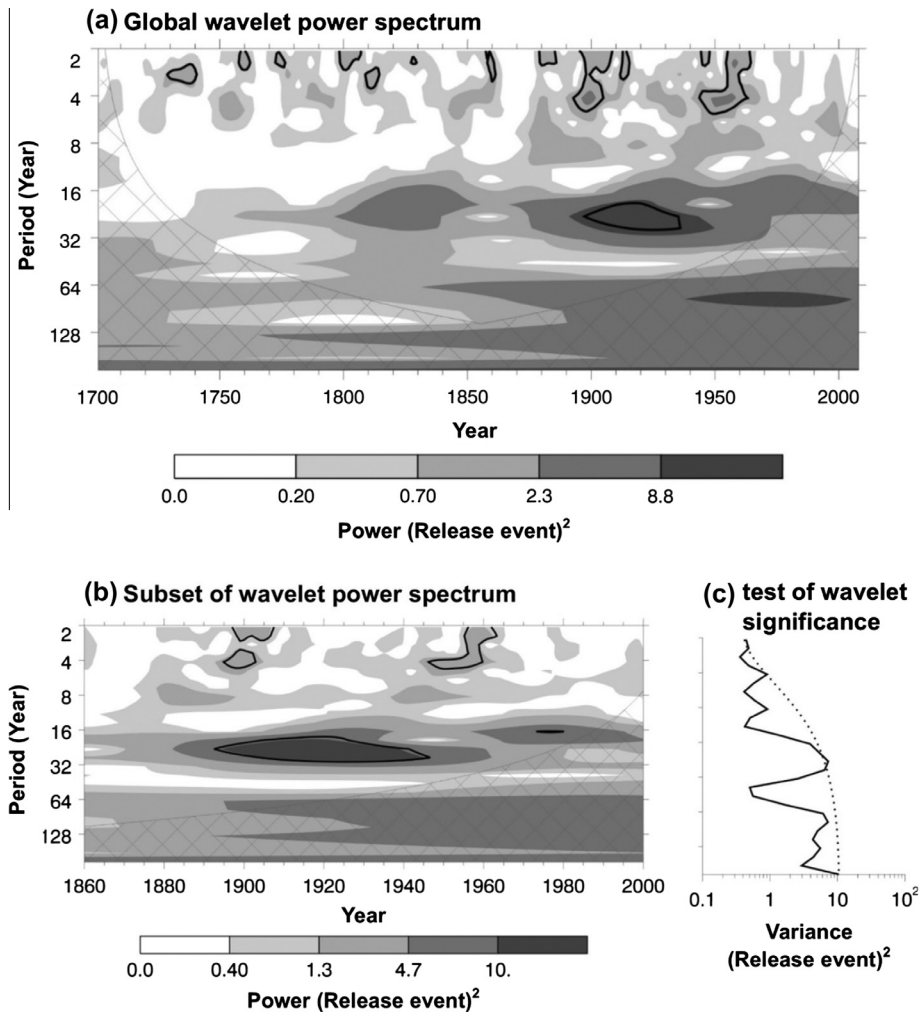 (a) Global wavelet power spectrum
Period (Year)
2
4
8
16
32
64
128
1700 1750 1800 1850 1900 1950 2000
Year
0.0 0.20 0.70 2.3 8.8
Power (Release event)²
(b) Subset of wavelet power spectrum
Period (Year)
2
4
8
16
32
64
128
1860 1880 1900 1920 1940 1960 1980 2000
Year
0.0 0.40 1.3 4.7 10.
Power (Release event)²
(c) test of wavelet
significance
0.1 1 10 10²
Variance
(Release event)²